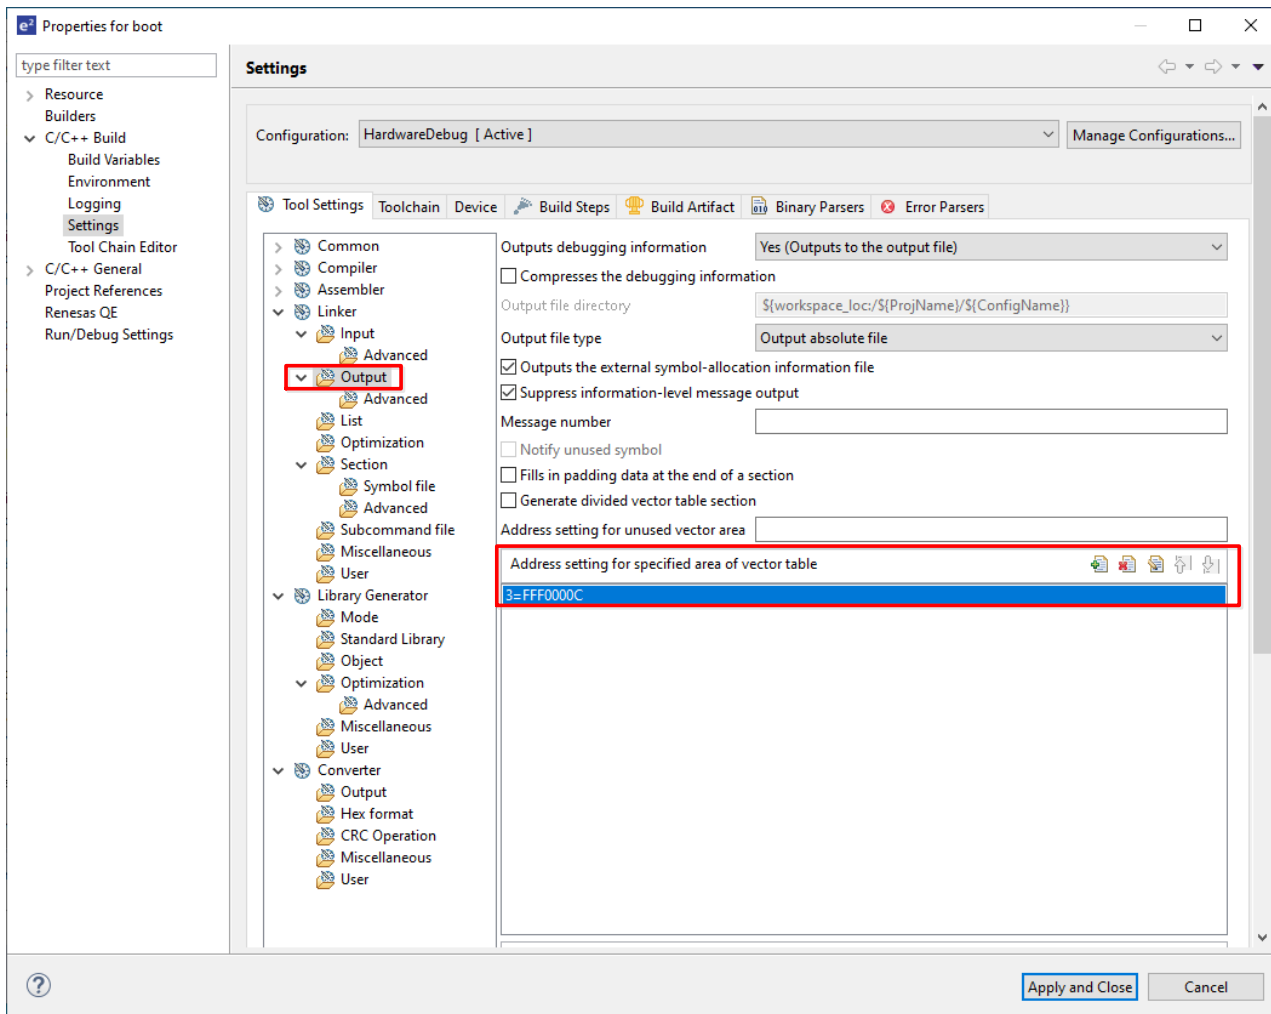 e² Properties for boot
type filter text
Settings
Resource
Builders
C/C++ Build
Build Variables
Environment
Logging
Settings
Tool Chain Editor
C/C++ General
Project References
Renesas QE
Run/Debug Settings
Configuration: HardwareDebug [ Active ] Manage Configurations...
Tool Settings Toolchain Device Build Steps Build Artifact Binary Parsers Error Parsers
Common
Compiler
Assembler
Linker
Input
Advanced
Output
Advanced
List
Optimization
Section
Symbol file
Advanced
Subcommand file
Miscellaneous
User
Library Generator
Mode
Standard Library
Object
Optimization
Advanced
Miscellaneous
User
Converter
Output
Hex format
CRC Operation
Miscellaneous
User
Outputs debugging information Yes (Outputs to the output file)
Compresses the debugging information
Output file directory ${workspace_loc:/${ProjName}/${ConfigName}}
Output file type Output absolute file
Outputs the external symbol-allocation information file
Suppress information-level message output
Message number
Notify unused symbol
Fills in padding data at the end of a section
Generate divided vector table section
Address setting for unused vector area
Address setting for specified area of vector table
3=FFF0000C
? Apply and Close Cancel